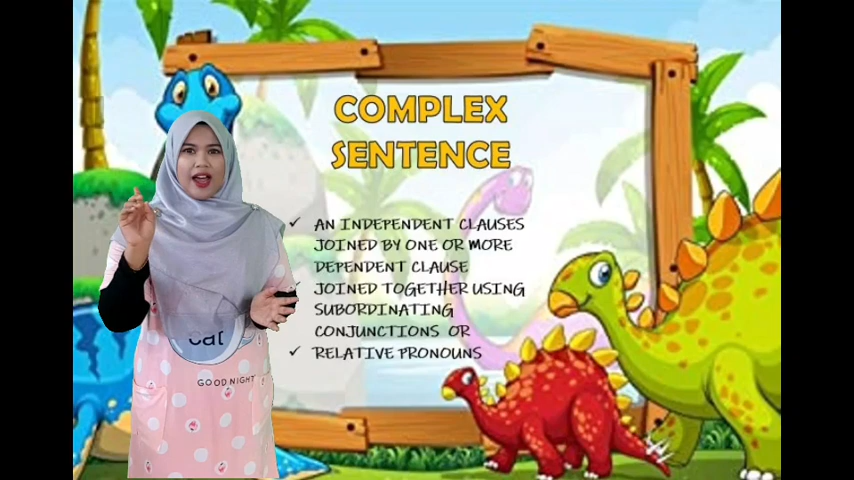 COMPLEX
SENTENCE
✓ AN INDEPENDENT CLAUSES
JOINED BY ONE OR MORE
DEPENDENT CLAUSE
✓ JOINED TOGETHER USING
SUBORDINATING
CONJUNCTIONS OR
✓ RELATIVE PRONOUNS
cat
GOOD NIGHT